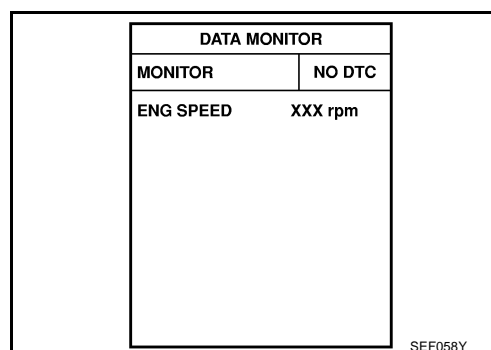 DATA MONITOR
MONITOR NO DTC
ENG SPEED XXX rpm
SEF058Y